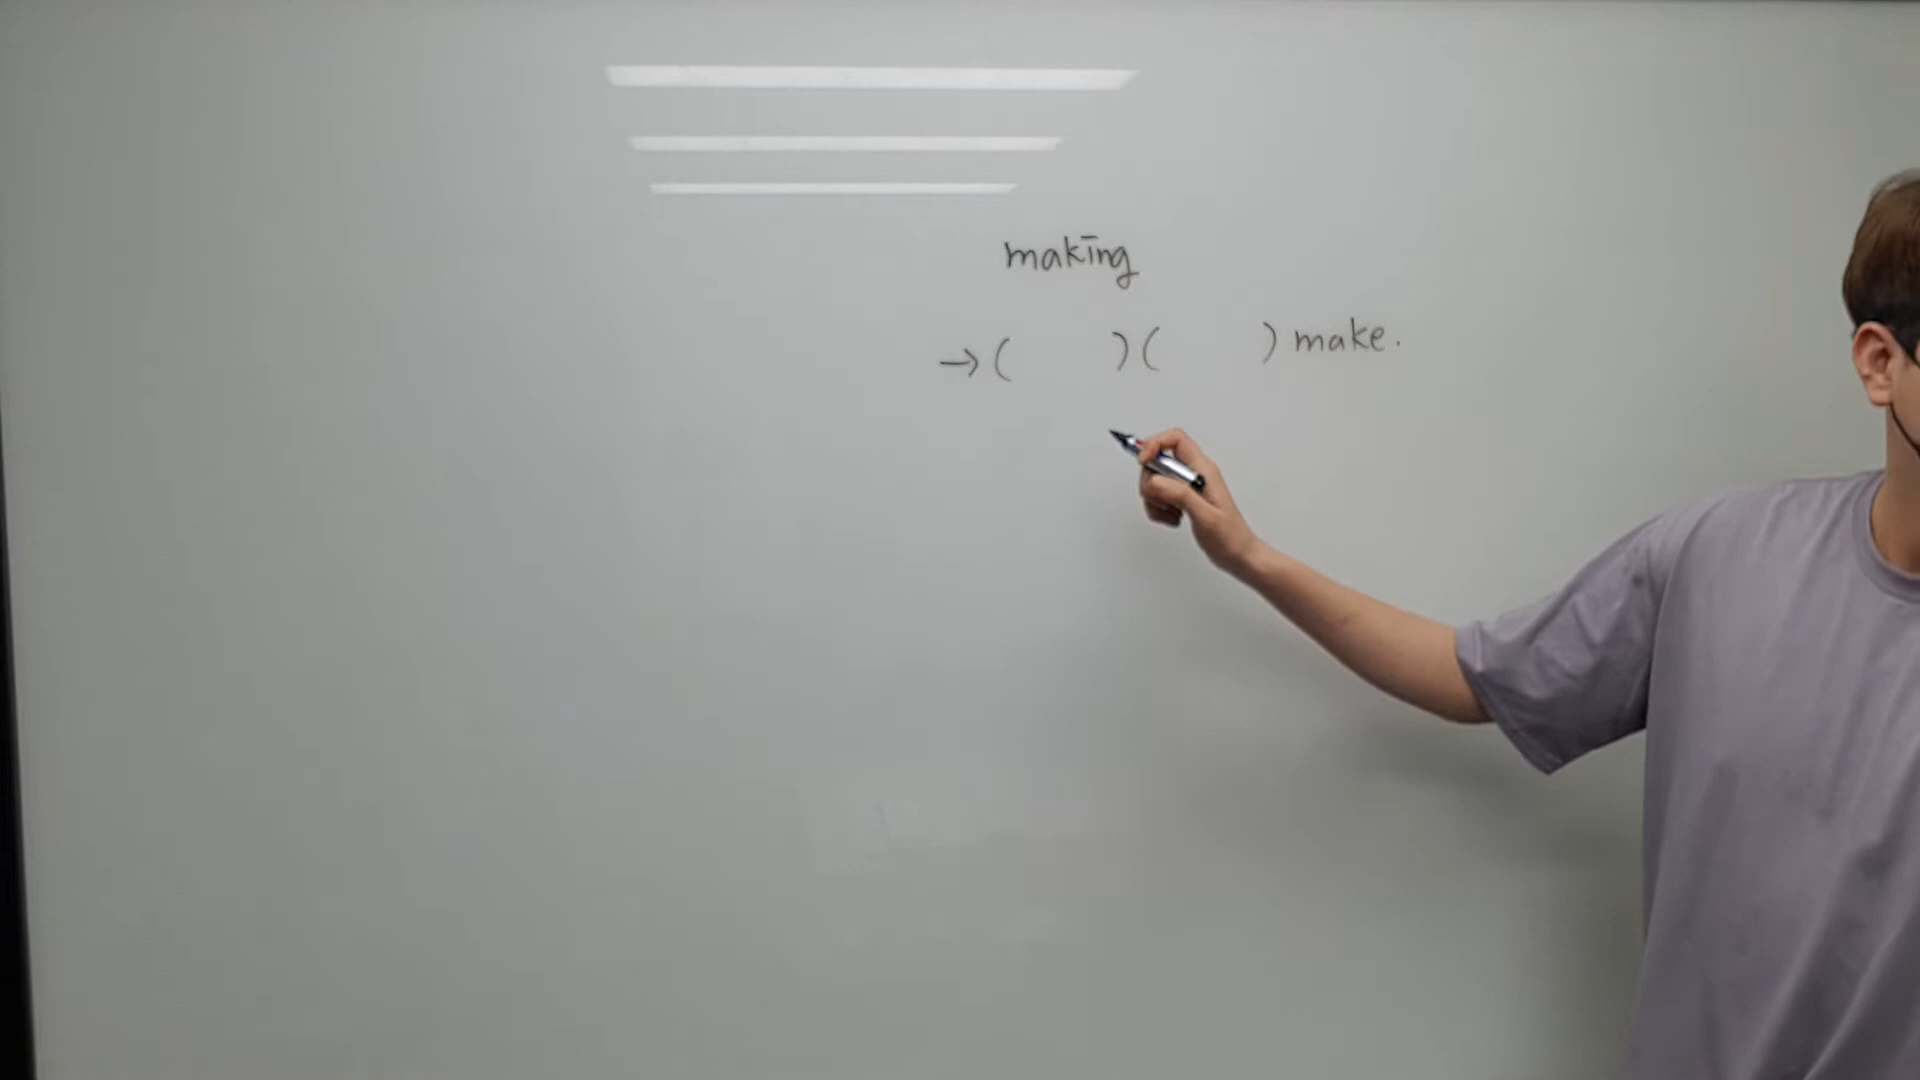 making
→ (     ) (     ) make.